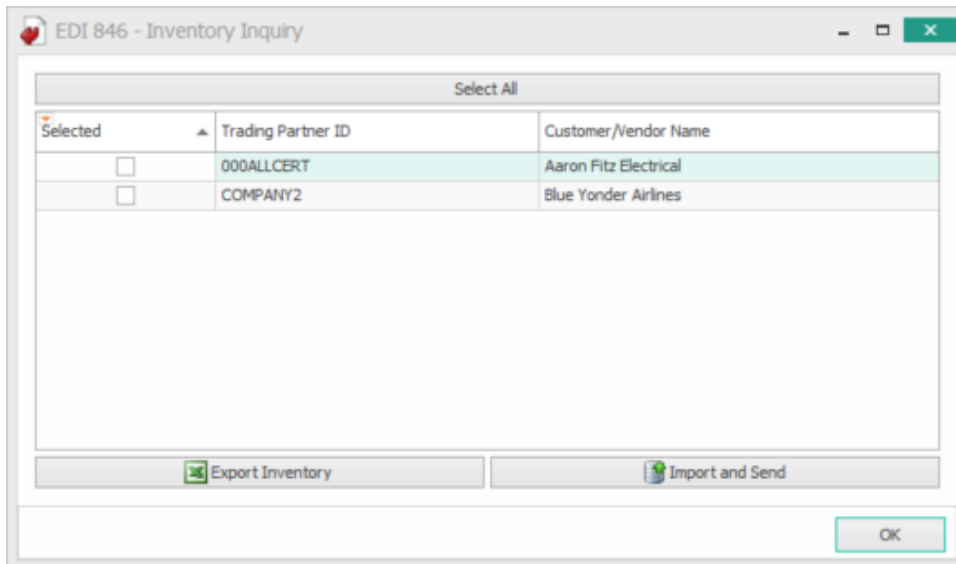 EDI 846 - Inventory Inquiry
Select All
Selected Trading Partner ID Customer/Vendor Name
000ALLCERT Aaron Fitz Electrical
COMPANY2 Blue Yonder Airlines
Export Inventory Import and Send
OK